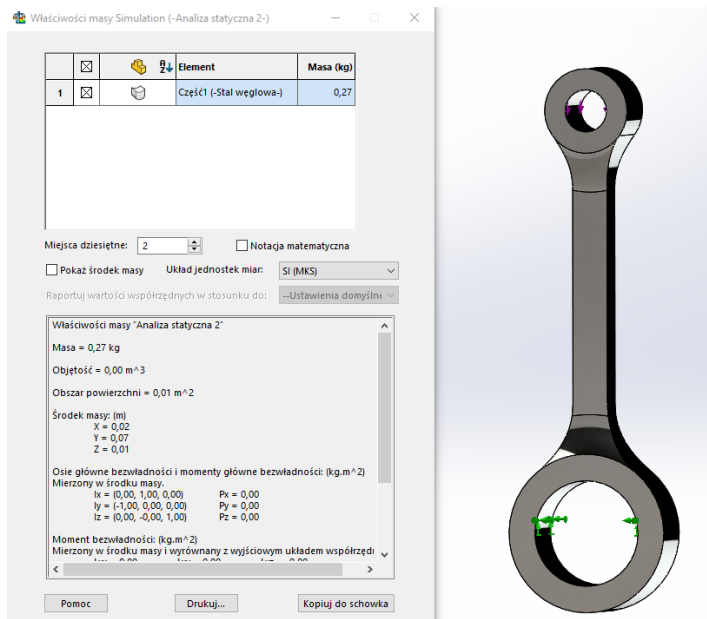 Właściwości masy Simulation (-Analiza statyczna 2-)
Element Masa (kg)
1 Część1 (-Stal węglowa-) 0,27
Miejsca dziesiętne: 2 Notacja matematyczna
Pokaż środek masy Układ jednostek miar: SI (MKS)
Raportuj wartości współrzędnych w stosunku do: --Ustawienia domyślne
Właściwości masy "Analiza statyczna 2"
Masa = 0,27 kg
Objętość = 0,00 m^3
Obszar powierzchni = 0,01 m^2
Środek masy: (m)
X = 0,02
Y = 0,07
Z = 0,01
Osie główne bezwładności i momenty główne bezwładności: (kg.m^2)
Mierzony w środku masy.
Ix = (0,00, 1,00, 0,00) Px = 0,00
Iy = (-1,00, 0,00, 0,00) Py = 0,00
Iz = (0,00, -0,00, 1,00) Pz = 0,00
Moment bezwładności: (kg.m^2)
Mierzony w środku masy i wyrównany z wyjściowym układem współrzędn
Pomoc Drukuj... Kopiuj do schowka